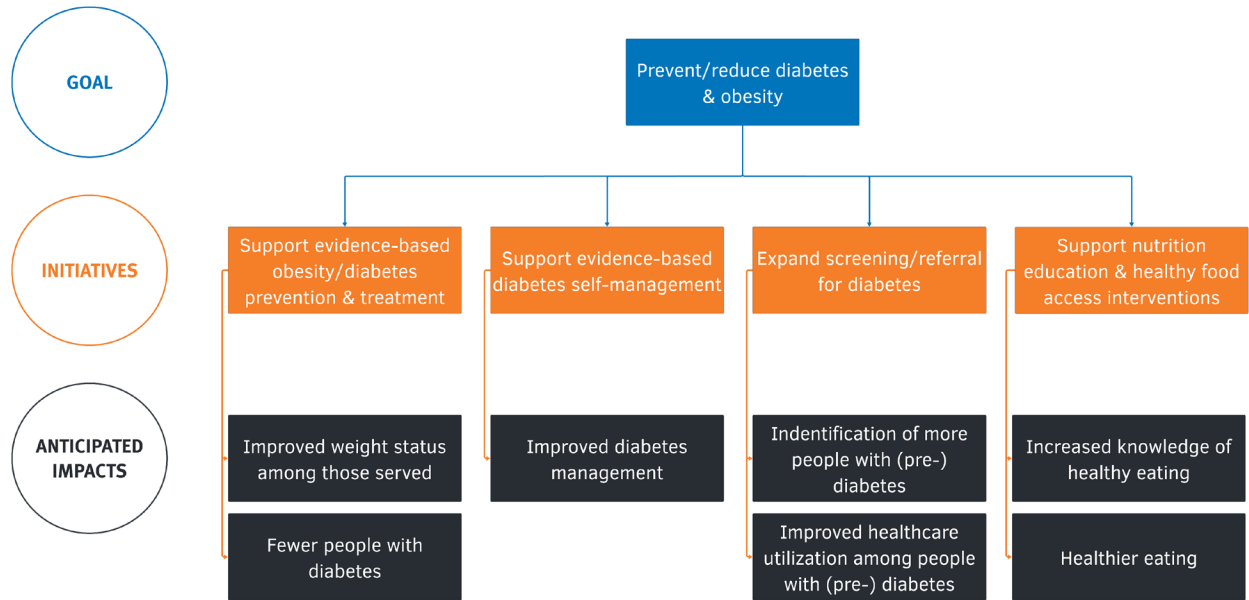 GOAL
Prevent/reduce diabetes
& obesity
INITIATIVES
Support evidence-based
obesity/diabetes
prevention & treatment
Support evidence-based
diabetes self-management
Expand screening/referral
for diabetes
Support nutrition
education & healthy food
access interventions
ANTICIPATED
IMPACTS
Improved weight status
among those served
Improved diabetes
management
Indentification of more
people with (pre-)
diabetes
Increased knowledge of
healthy eating
Fewer people with
diabetes
Improved healthcare
utilization among people
with (pre-) diabetes
Healthier eating